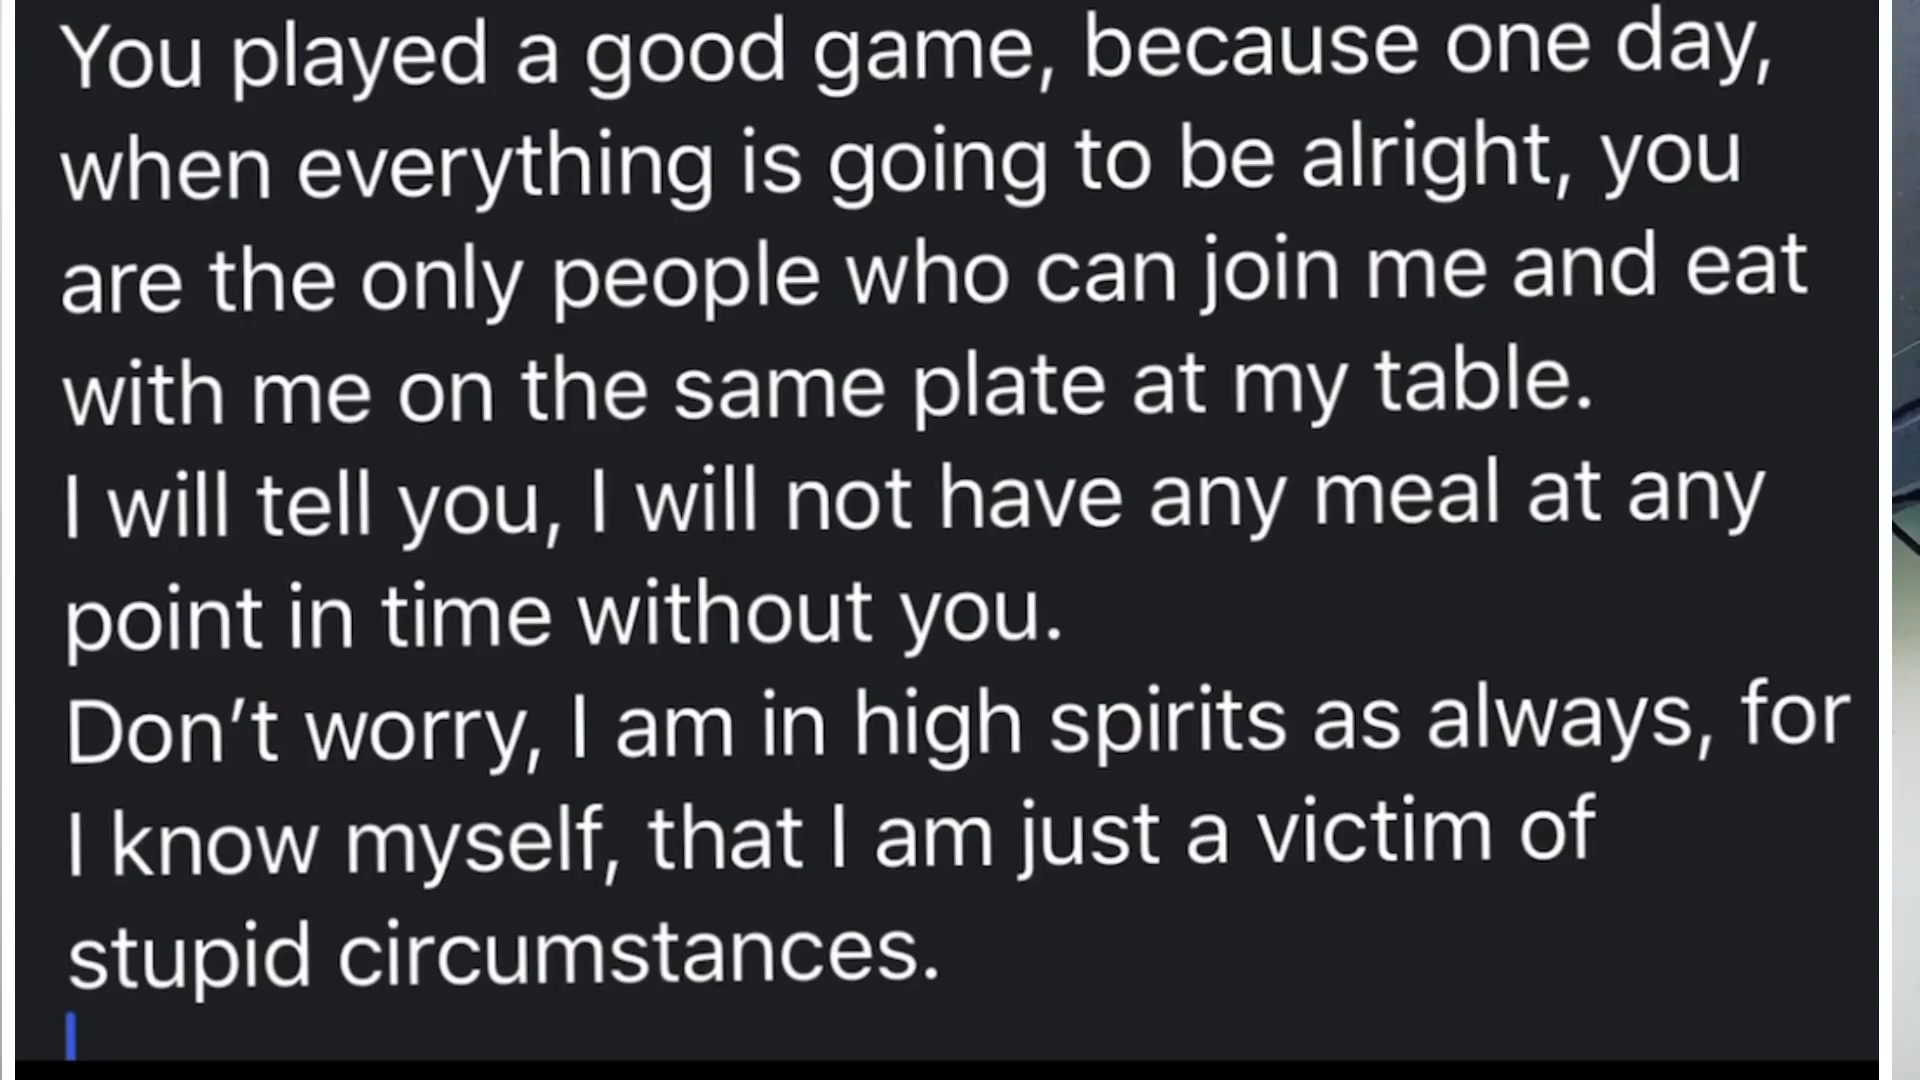 You played a good game, because one day,
when everything is going to be alright, you
are the only people who can join me and eat
with me on the same plate at my table.
I will tell you, I will not have any meal at any
point in time without you.
Don’t worry, I am in high spirits as always, for
I know myself, that I am just a victim of
stupid circumstances.